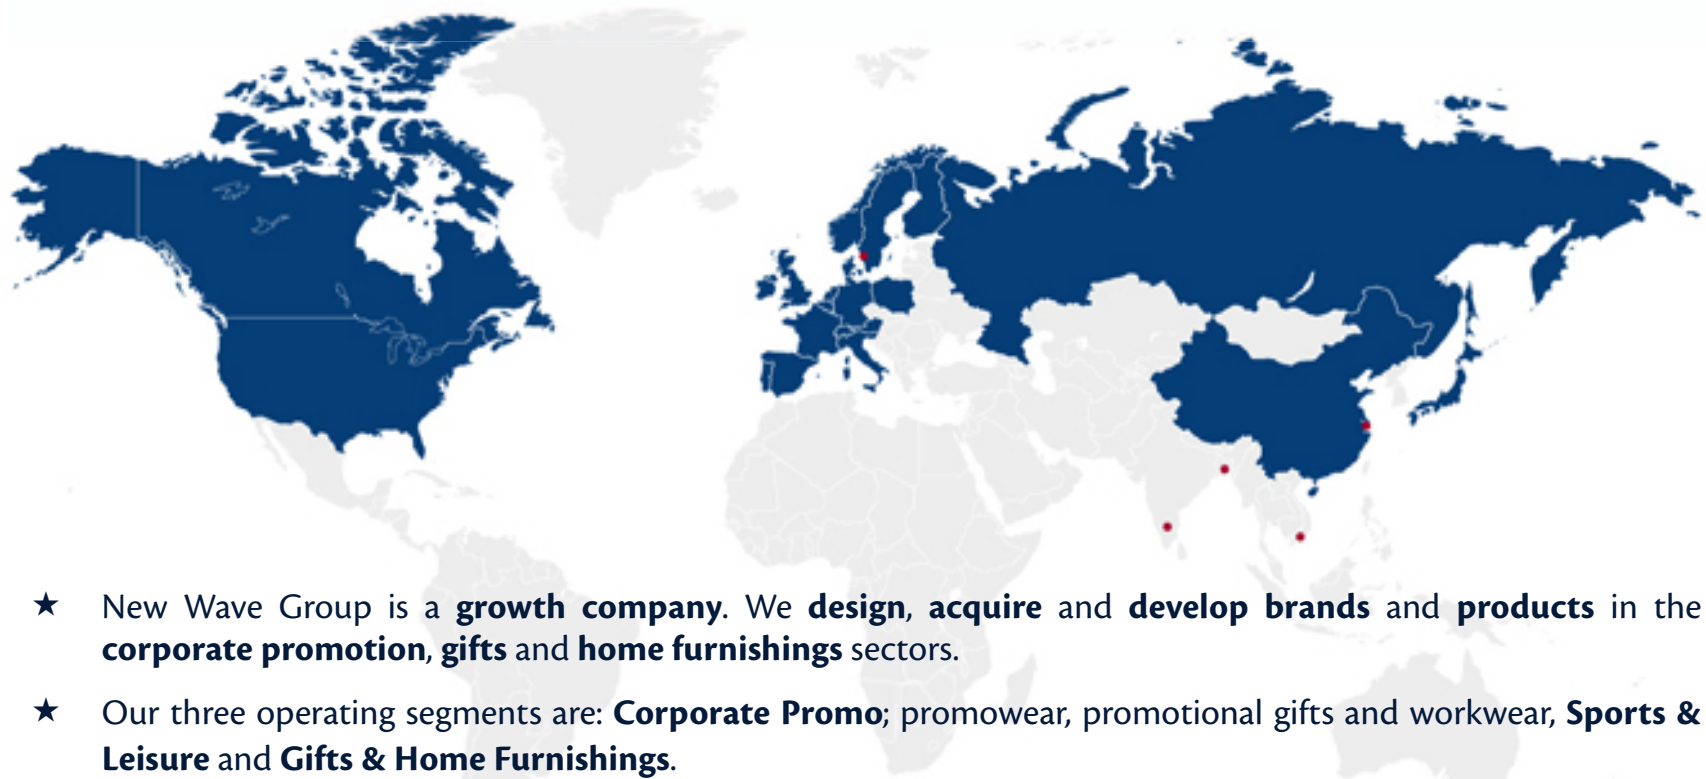 ★ New Wave Group is a growth company. We design, acquire and develop brands and products in the
corporate promotion, gifts and home furnishings sectors.
★ Our three operating segments are: Corporate Promo; promowear, promotional gifts and workwear, Sports &
Leisure and Gifts & Home Furnishings.